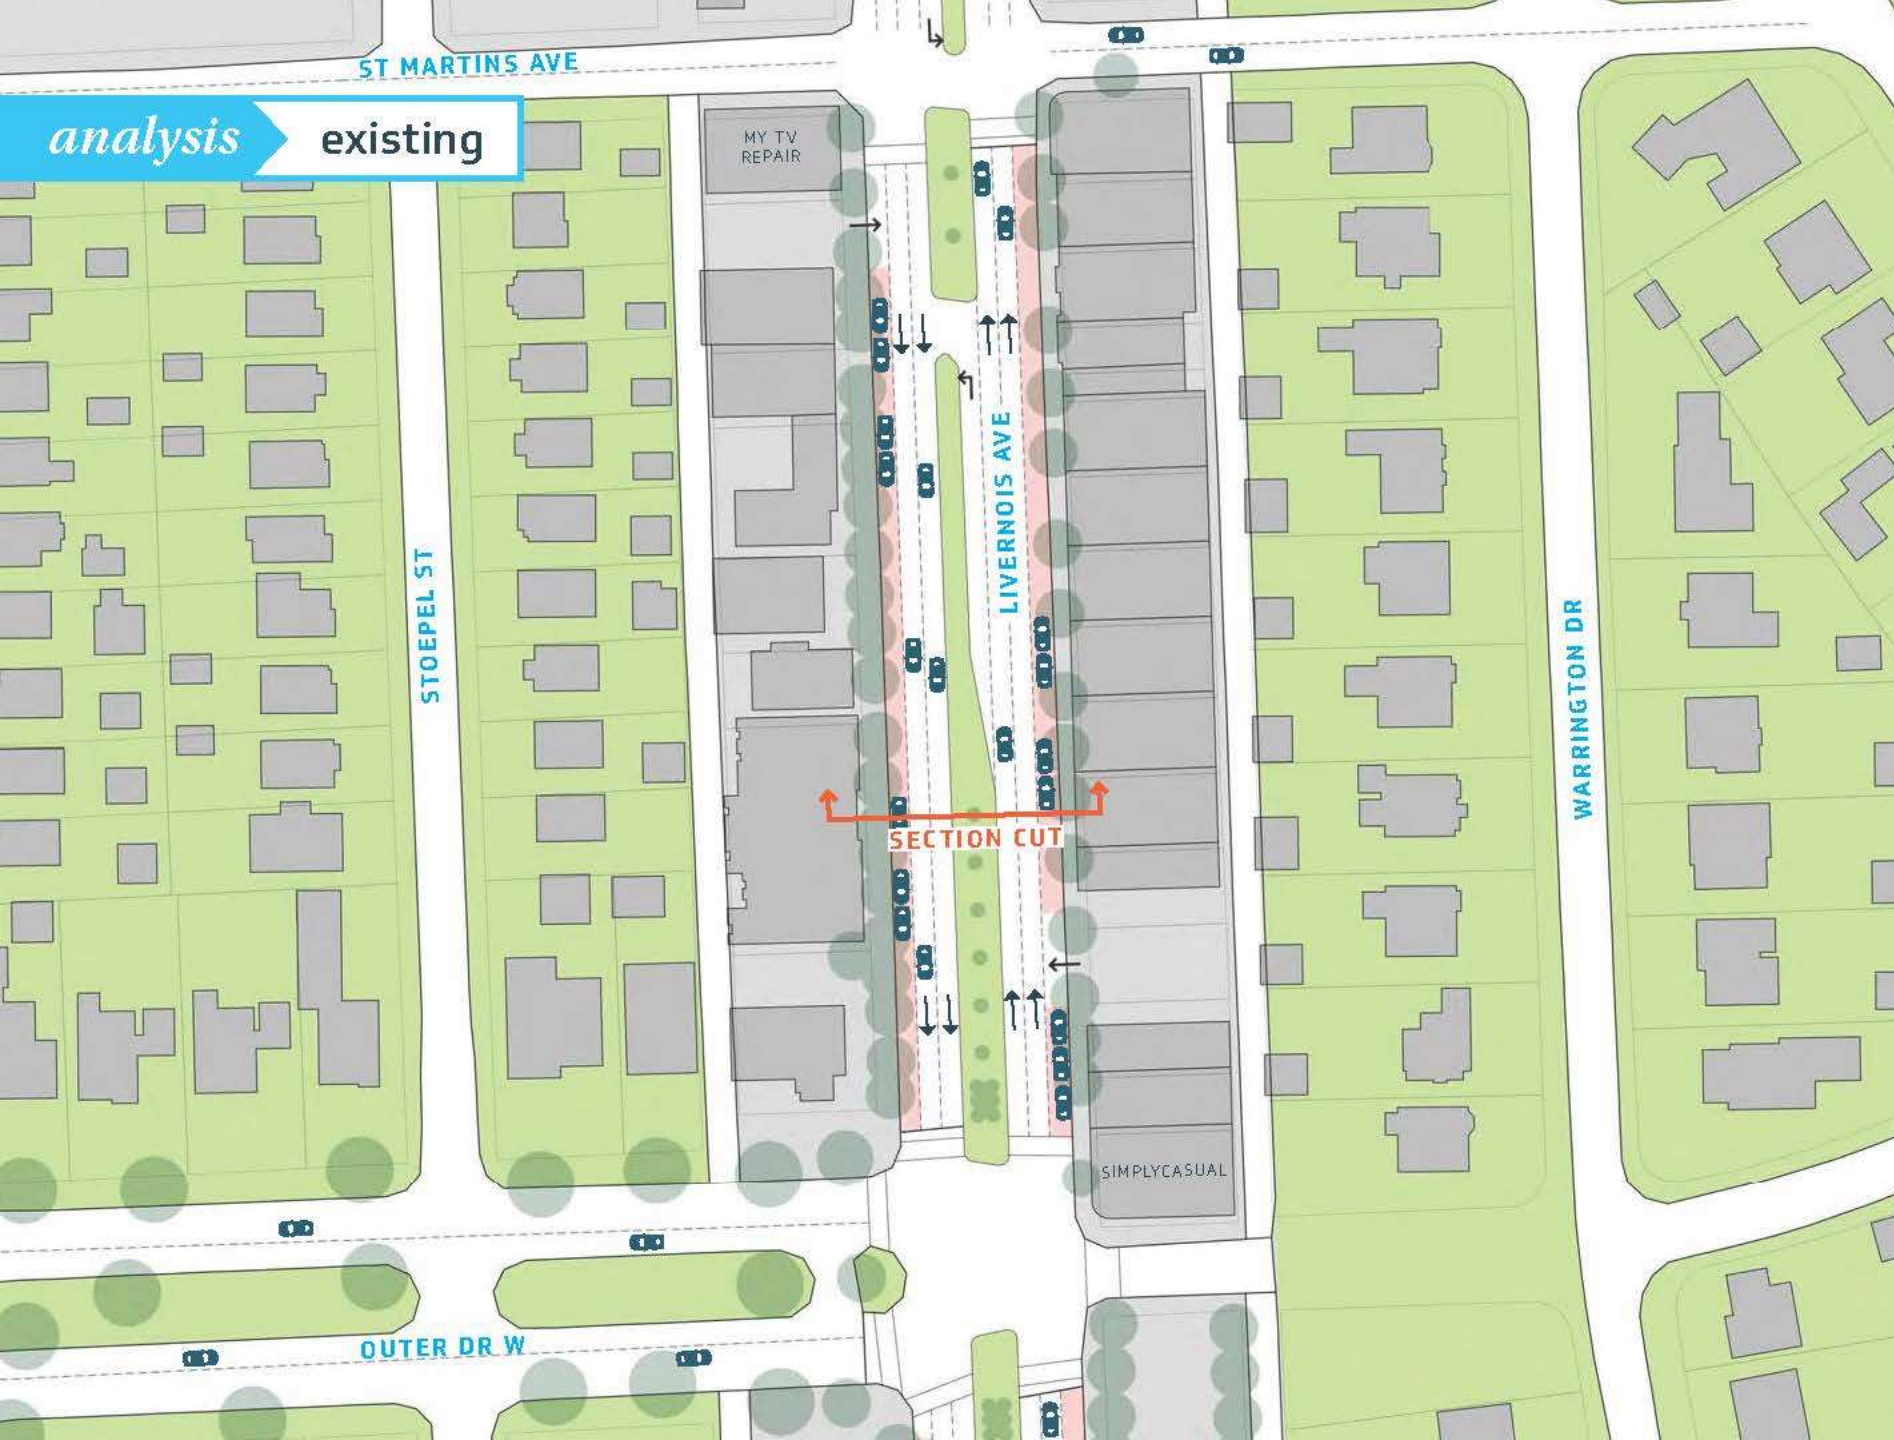 ST MARTINS AVE
analysis
existing
MY TV
REPAIR
LIVERNOIS AVE
STOEPEL ST
WARRINGTON DR
SECTION CUT
SIMPLYCASUAL
OUTER DR W